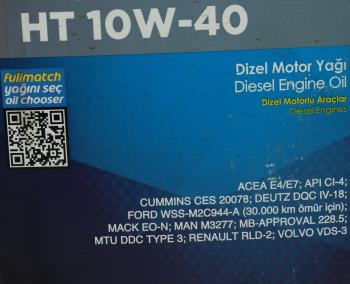 HT 10W-40
fulimatch
yağını seç
oil chooser
Dizel Motor Yağı
Diesel Engine Oil
Dizel Motorlu Araçlar
Diesel Engines
ACEA E4/E7; API CI-4;
CUMMINS CES 20078; DEUTZ DQC IV-18;
FORD WSS-M2C944-A (30.000 km ömür için);
MACK EO-N; MAN M3277; MB-APPROVAL 228.5;
MTU DDC TYPE 3; RENAULT RLD-2; VOLVO VDS-3